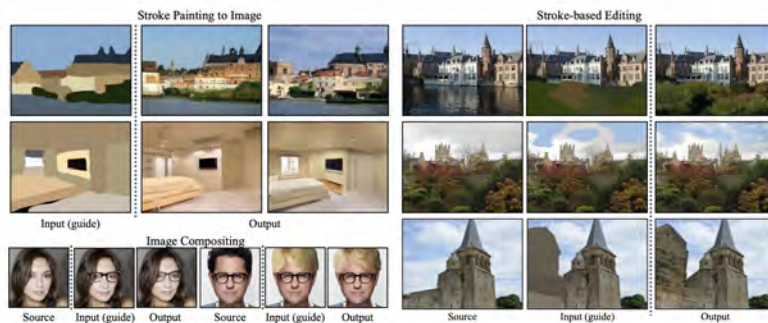 Stroke Painting to Image
Stroke-based Editing
Input (guide)
Output
Image Compositing
Source
Input (guide)
Output
Source
Input (guide)
Output
Source
Input (guide)
Output